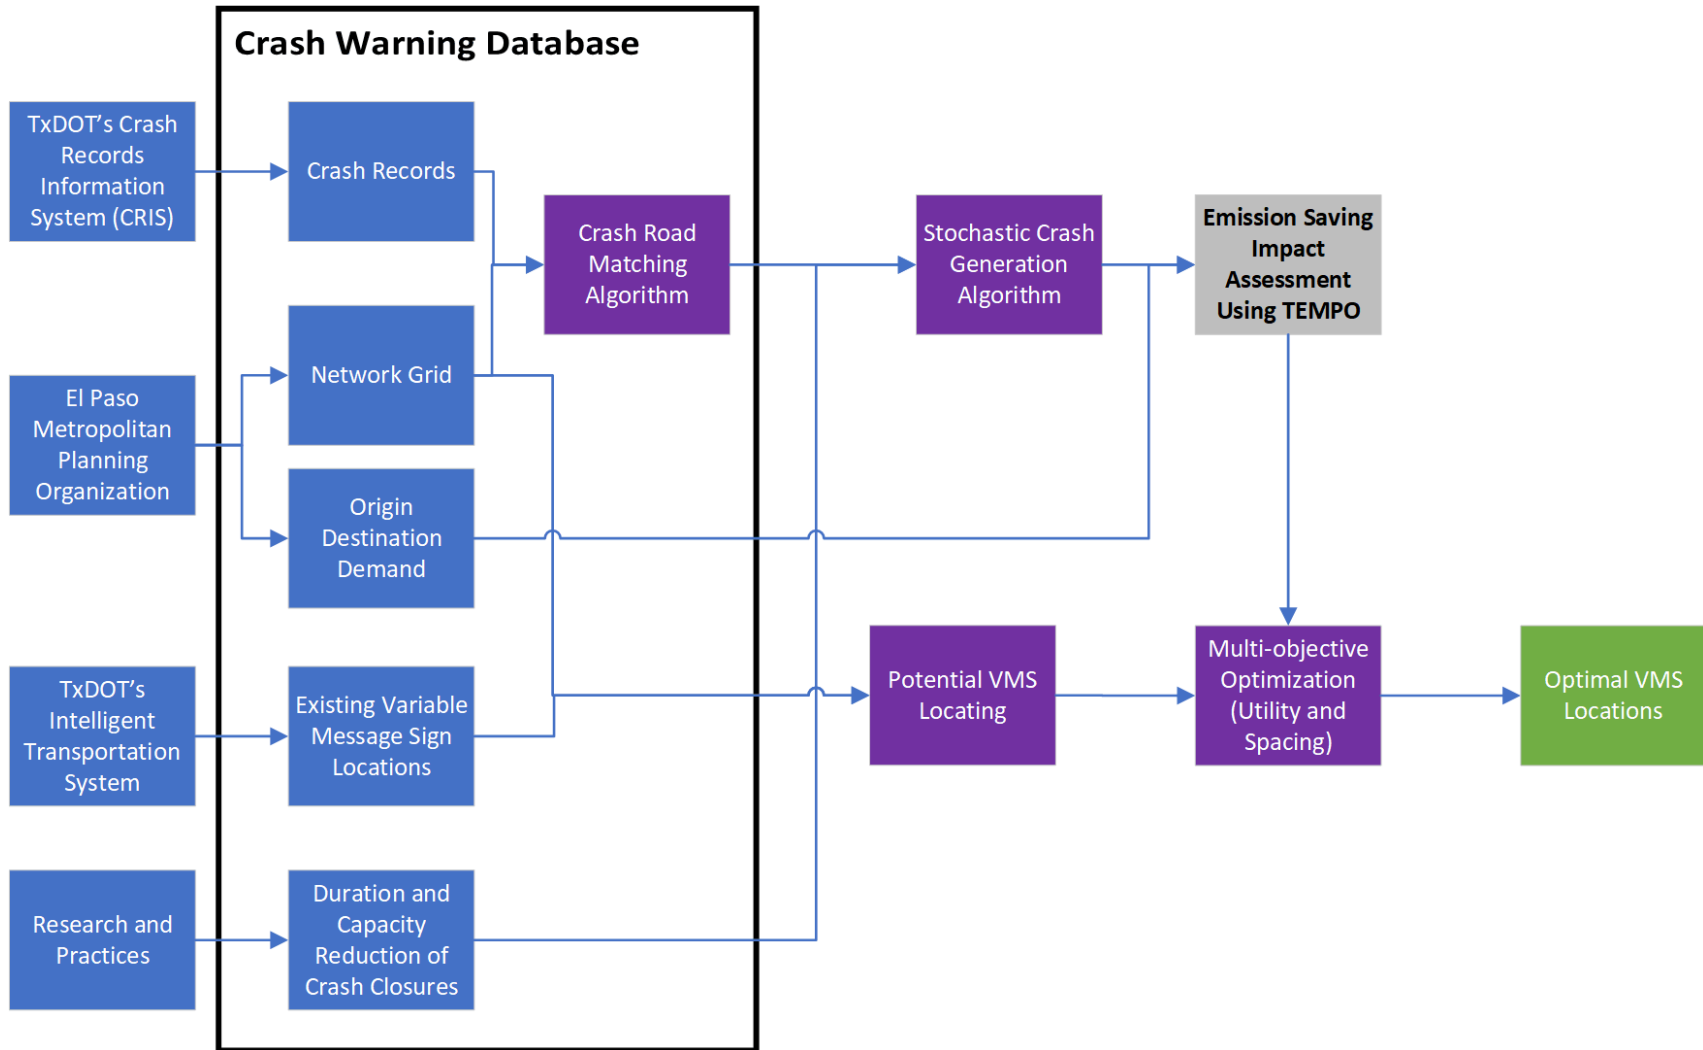 Crash Warning Database
TxDOT’s Crash
Records
Information
System (CRIS)
Crash Records
Crash Road
Matching
Algorithm
Stochastic Crash
Generation
Algorithm
Emission Saving
Impact
Assessment
Using TEMPO
Network Grid
El Paso
Metropolitan
Planning
Organization
Origin
Destination
Demand
TxDOT’s
Intelligent
Transportation
System
Existing Variable
Message Sign
Locations
Potential VMS
Locating
Multi-objective
Optimization
(Utility and
Spacing)
Optimal VMS
Locations
Research and
Practices
Duration and
Capacity
Reduction of
Crash Closures